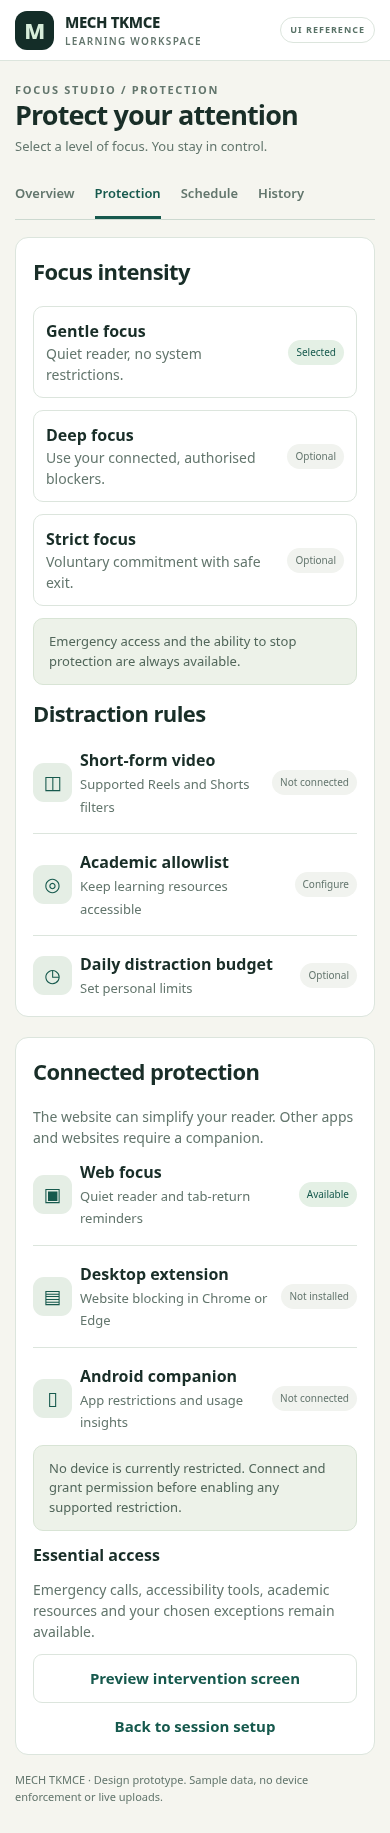 M
MECH TKMCE
LEARNING WORKSPACE
UI REFERENCE
FOCUS STUDIO / PROTECTION
Protect your attention
Select a level of focus. You stay in control.
Overview Protection Schedule History
Focus intensity
Gentle focus
Quiet reader, no system
restrictions.
Selected
Deep focus
Use your connected, authorised
blockers.
Optional
Strict focus
Voluntary commitment with safe
exit.
Optional
Emergency access and the ability to stop
protection are always available.
Distraction rules
Short-form video
Supported Reels and Shorts
filters
Not connected
Academic allowlist
Keep learning resources
accessible
Configure
Daily distraction budget
Set personal limits
Optional
Connected protection
The website can simplify your reader. Other apps
and websites require a companion.
Web focus
Quiet reader and tab-return
reminders
Available
Desktop extension
Website blocking in Chrome or
Edge
Not installed
Android companion
App restrictions and usage
insights
Not connected
No device is currently restricted. Connect and
grant permission before enabling any
supported restriction.
Essential access
Emergency calls, accessibility tools, academic
resources and your chosen exceptions remain
available.
Preview intervention screen
Back to session setup
MECH TKMCE · Design prototype. Sample data, no device
enforcement or live uploads.